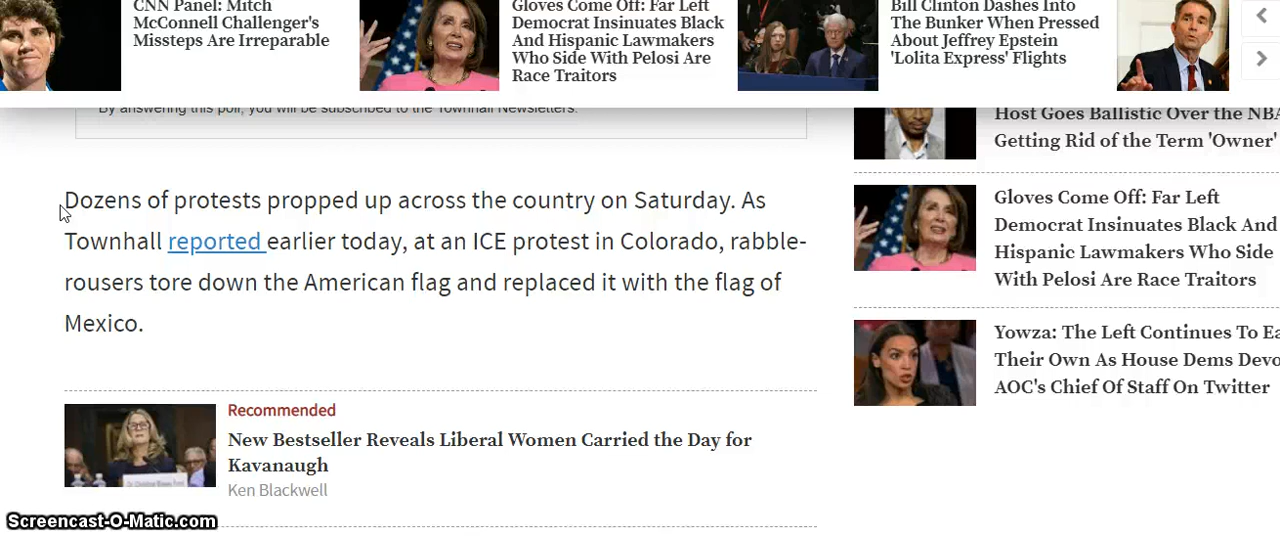 CNN Panel: Mitch
McConnell Challenger's
Missteps Are Irreparable
Gloves Come Off: Far Left
Democrat Insinuates Black
And Hispanic Lawmakers
Who Side With Pelosi Are
Race Traitors
Bill Clinton Dashes Into
The Bunker When Pressed
About Jeffrey Epstein
'Lolita Express' Flights
By answering this poll, you will be subscribed to the Townhall Newsletters.
Host Goes Ballistic Over the NBA
Getting Rid of the Term 'Owner'
Dozens of protests propped up across the country on Saturday. As
Townhall reported earlier today, at an ICE protest in Colorado, rabble-
rousers tore down the American flag and replaced it with the flag of
Mexico.
Gloves Come Off: Far Left
Democrat Insinuates Black And
Hispanic Lawmakers Who Side
With Pelosi Are Race Traitors
Yowza: The Left Continues To
Their Own As House Dems
AOC's Chief Of Staff On Twitter
Recommended
New Bestseller Reveals Liberal Women Carried the Day for
Kavanaugh
Ken Blackwell
Screencast-O-Matic.com